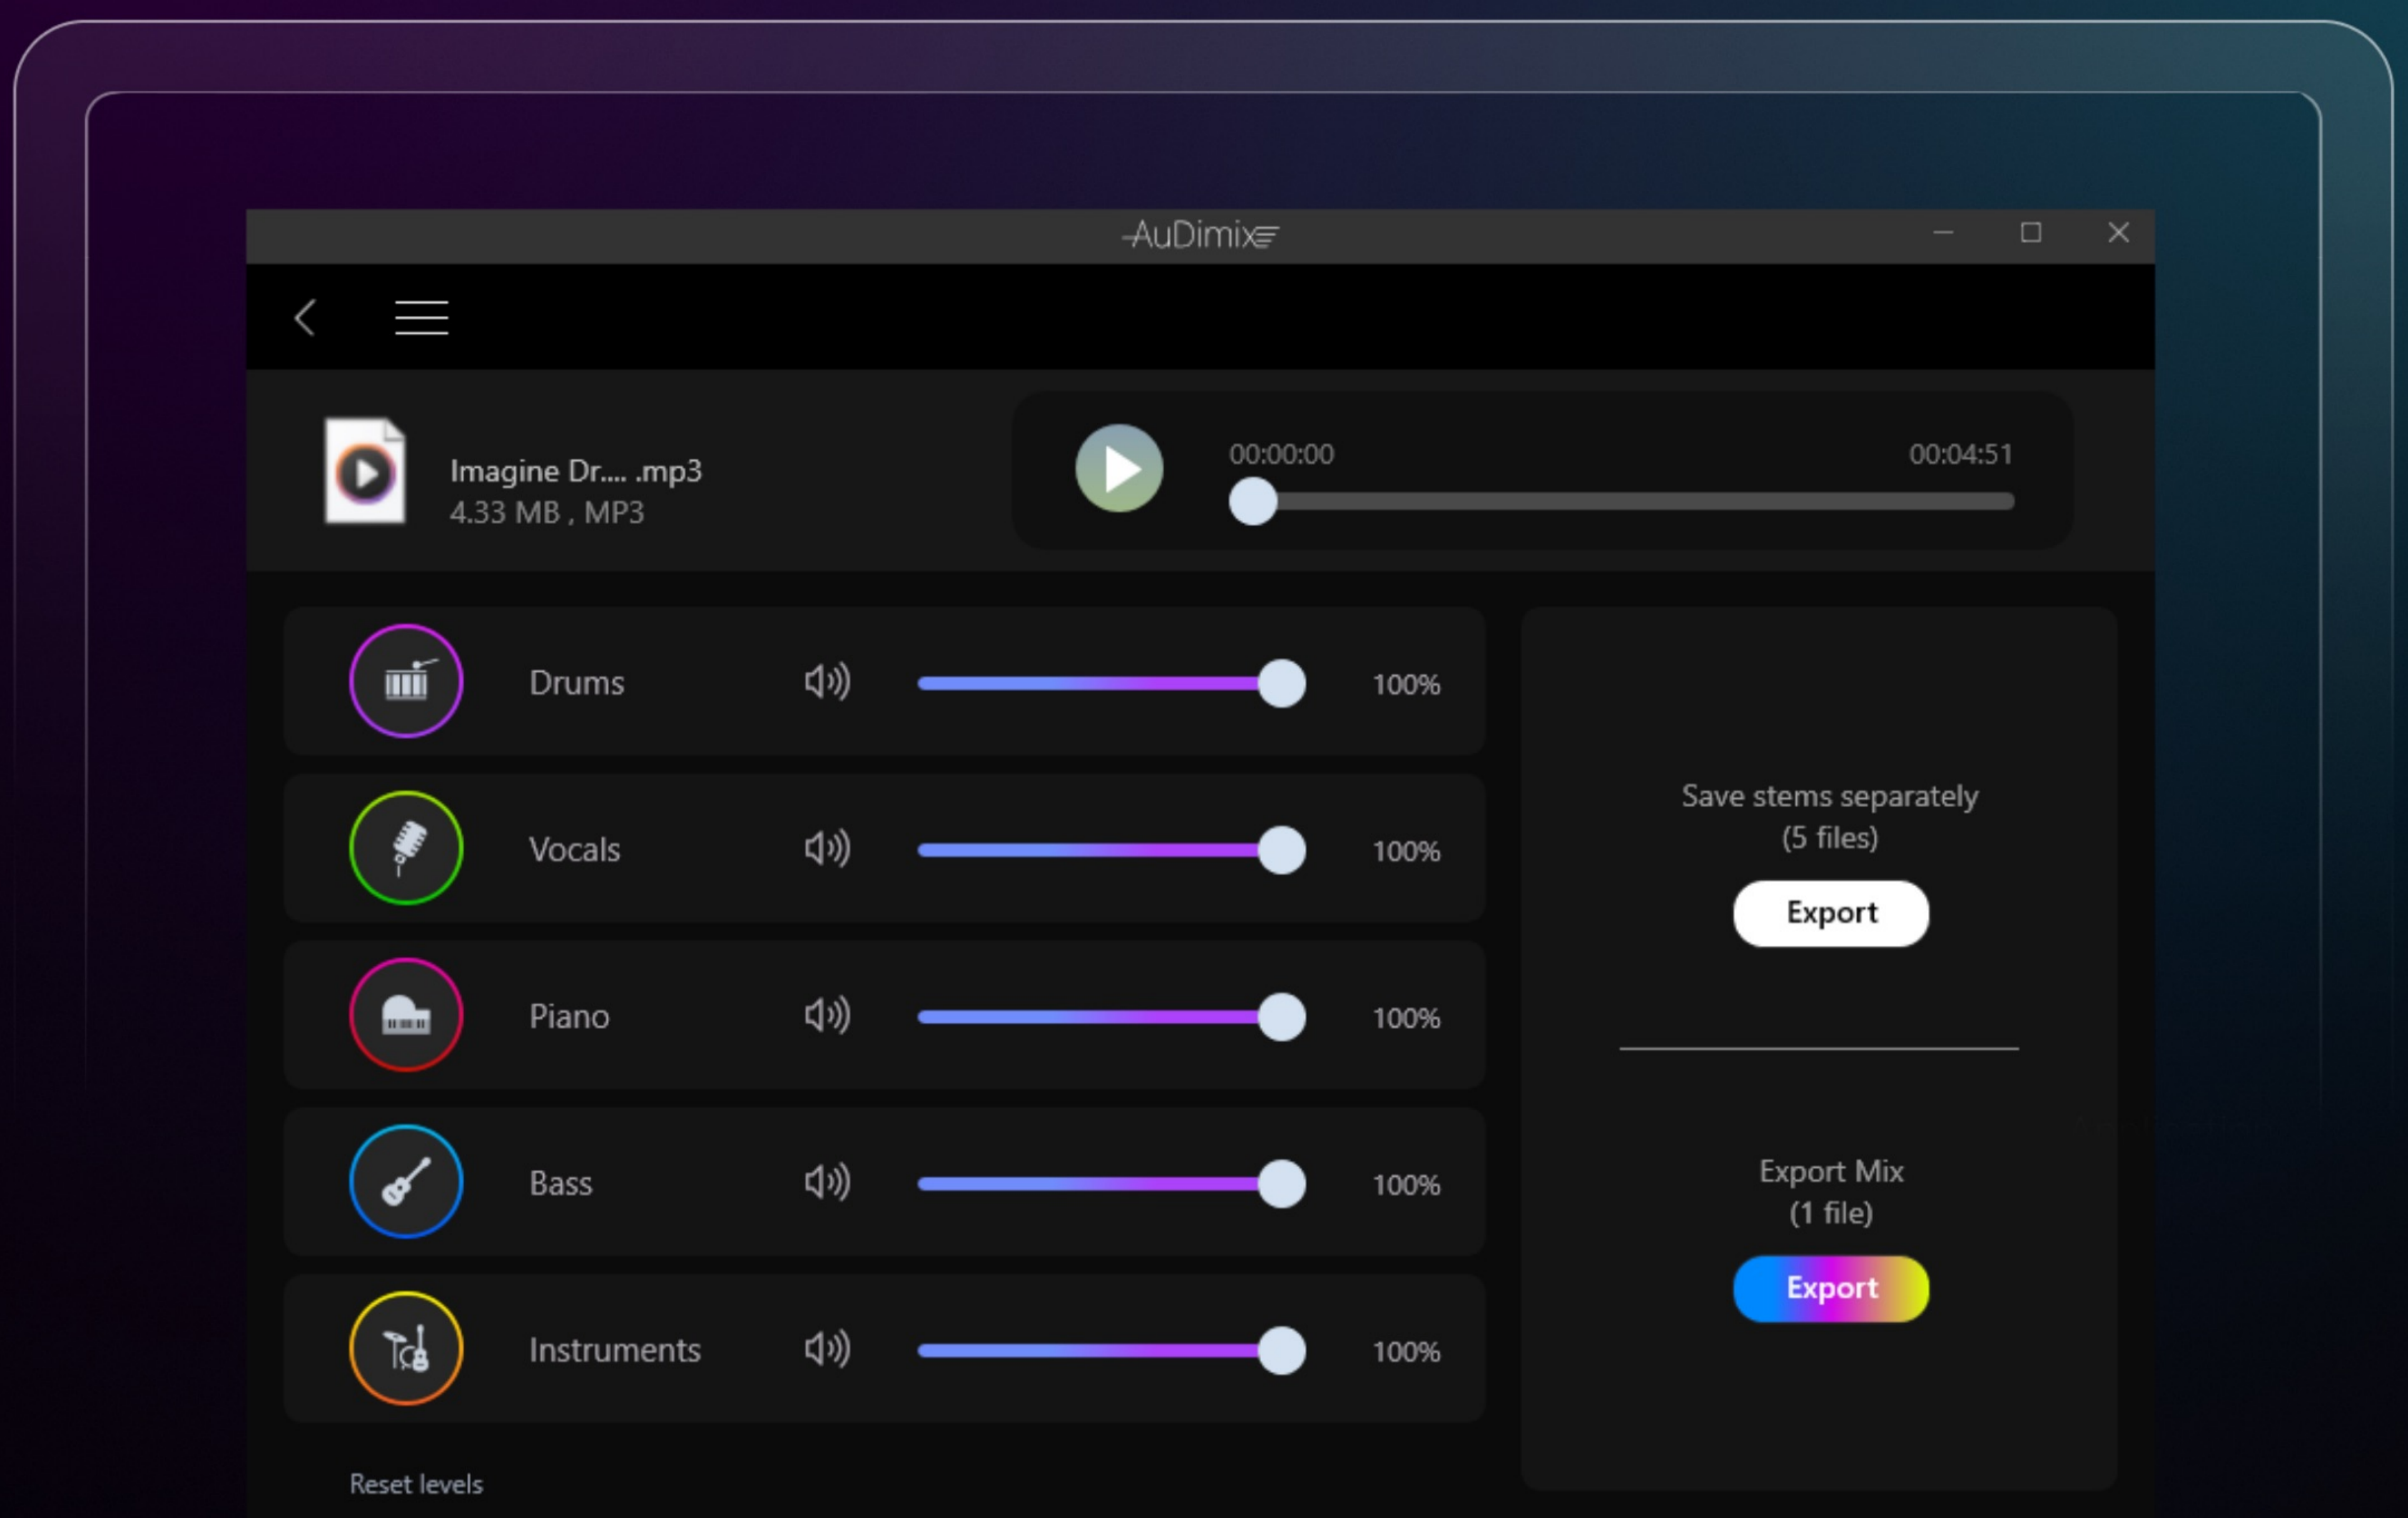 AuDimix
Imagine Dr.... .mp3
4.33 MB , MP3
00:00:00
00:04:51
Drums
100%
Vocals
100%
Piano
100%
Bass
100%
Instruments
100%
Reset levels
Save stems separately
(5 files)
Export
Export Mix
(1 file)
Export